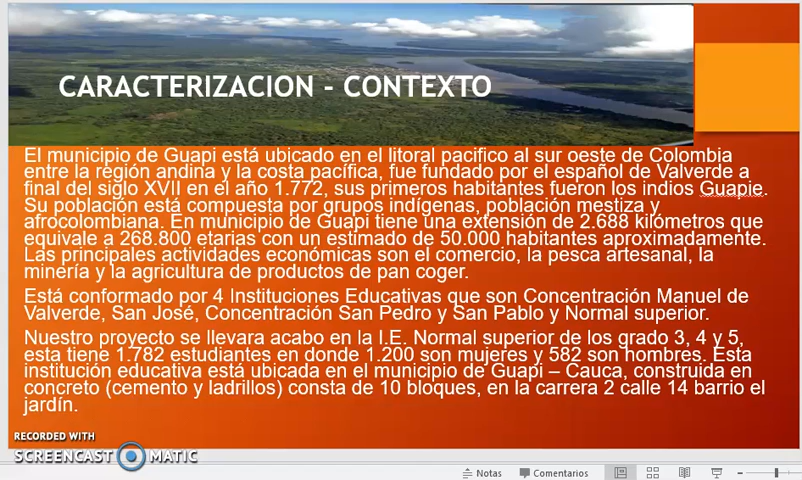 CARACTERIZACION - CONTEXTO
El municipio de Guapi está ubicado en el litoral pacifico al sur oeste de Colombia
entre la región andina y la costa pacífica, fue fundado por el español de Valverde a
final del siglo XVII en el año 1.772, sus primeros habitantes fueron los indios Guapie.
Su población está compuesta por grupos indígenas, población mestiza y
afrocolombiana. En municipio de Guapi tiene una extensión de 2.688 kilómetros que
equivale a 268.800 etarias con un estimado de 50.000 habitantes aproximadamente.
Las principales actividades económicas son el comercio, la pesca artesanal, la
minería y la agricultura de productos de pan coger.
Está conformado por 4 Instituciones Educativas que son Concentración Manuel de
Valverde, San José, Concentración San Pedro y San Pablo y Normal superior.
Nuestro proyecto se llevara acabo en la I.E. Normal superior de los grado 3, 4 y 5,
esta tiene 1.782 estudiantes en donde 1.200 son mujeres y 582 son hombres. Esta
institución educativa está ubicada en el municipio de Guapi – Cauca, construida en
concreto (cemento y ladrillos) consta de 10 bloques, en la carrera 2 calle 14 barrio el
jardín.
RECORDED WITH
SCREENCAST MATIC
Notas Comentarios